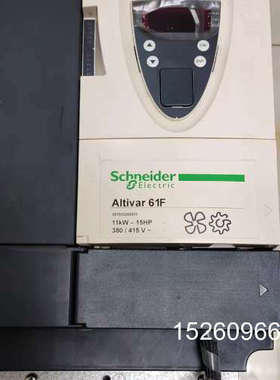 Schneider
Electric
Altivar 61F
11kW - 15HP
380 / 415 V ~
15260966